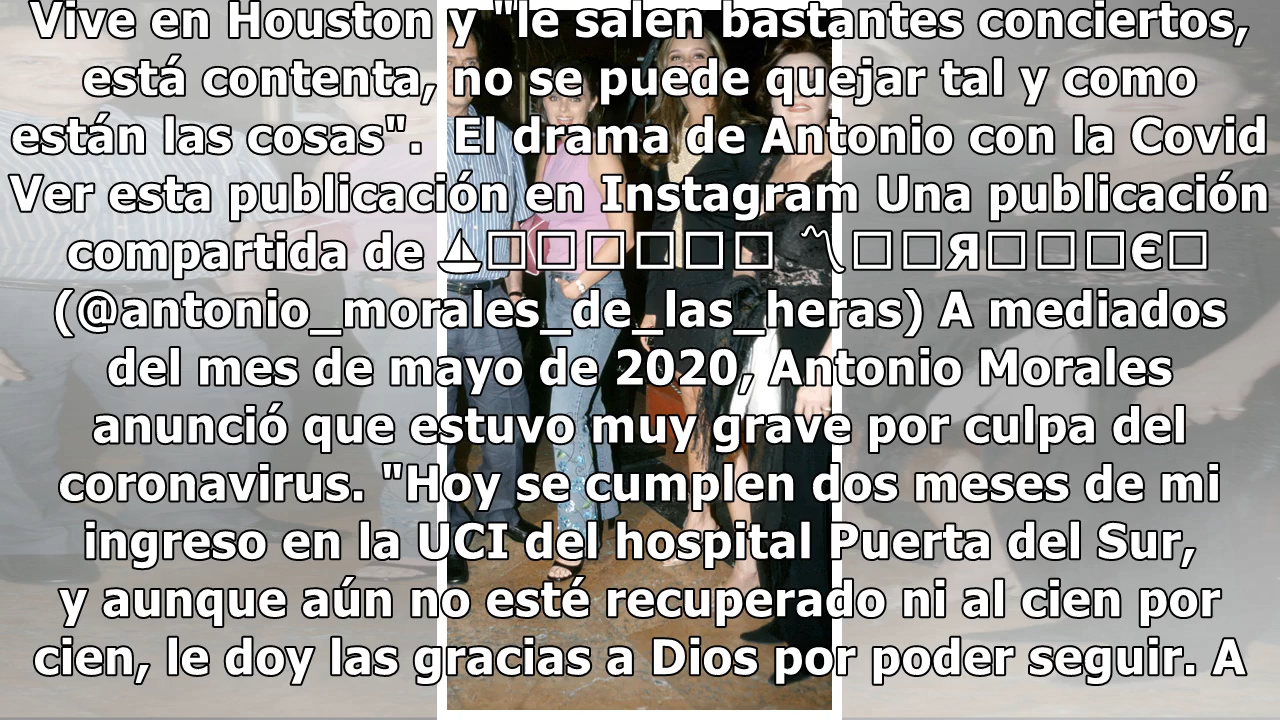 Vive en Houston y "le salen bastantes conciertos,
está contenta, no se puede quejar tal y como
están las cosas".  El drama de Antonio con la Covid
Ver esta publicación en Instagram Una publicación
compartida de ⛵□□□□□□ 〽□□Я□□□Є□
(@antonio_morales_de_las_heras) A mediados
del mes de mayo de 2020, Antonio Morales
anunció que estuvo muy grave por culpa del
coronavirus. "Hoy se cumplen dos meses de mi
ingreso en la UCI del hospital Puerta del Sur,
y aunque aún no esté recuperado ni al cien por
cien, le doy las gracias a Dios por poder seguir. A